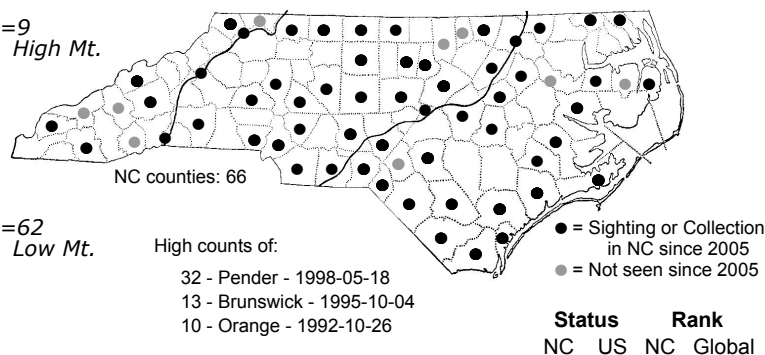 =9
High Mt.
NC counties: 66
=62
Low Mt.
High counts of:
32 - Pender - 1998-05-18
13 - Brunswick - 1995-10-04
10 - Orange - 1992-10-26
= Sighting or Collection
in NC since 2005
= Not seen since 2005
Status Rank
NC US NC Global